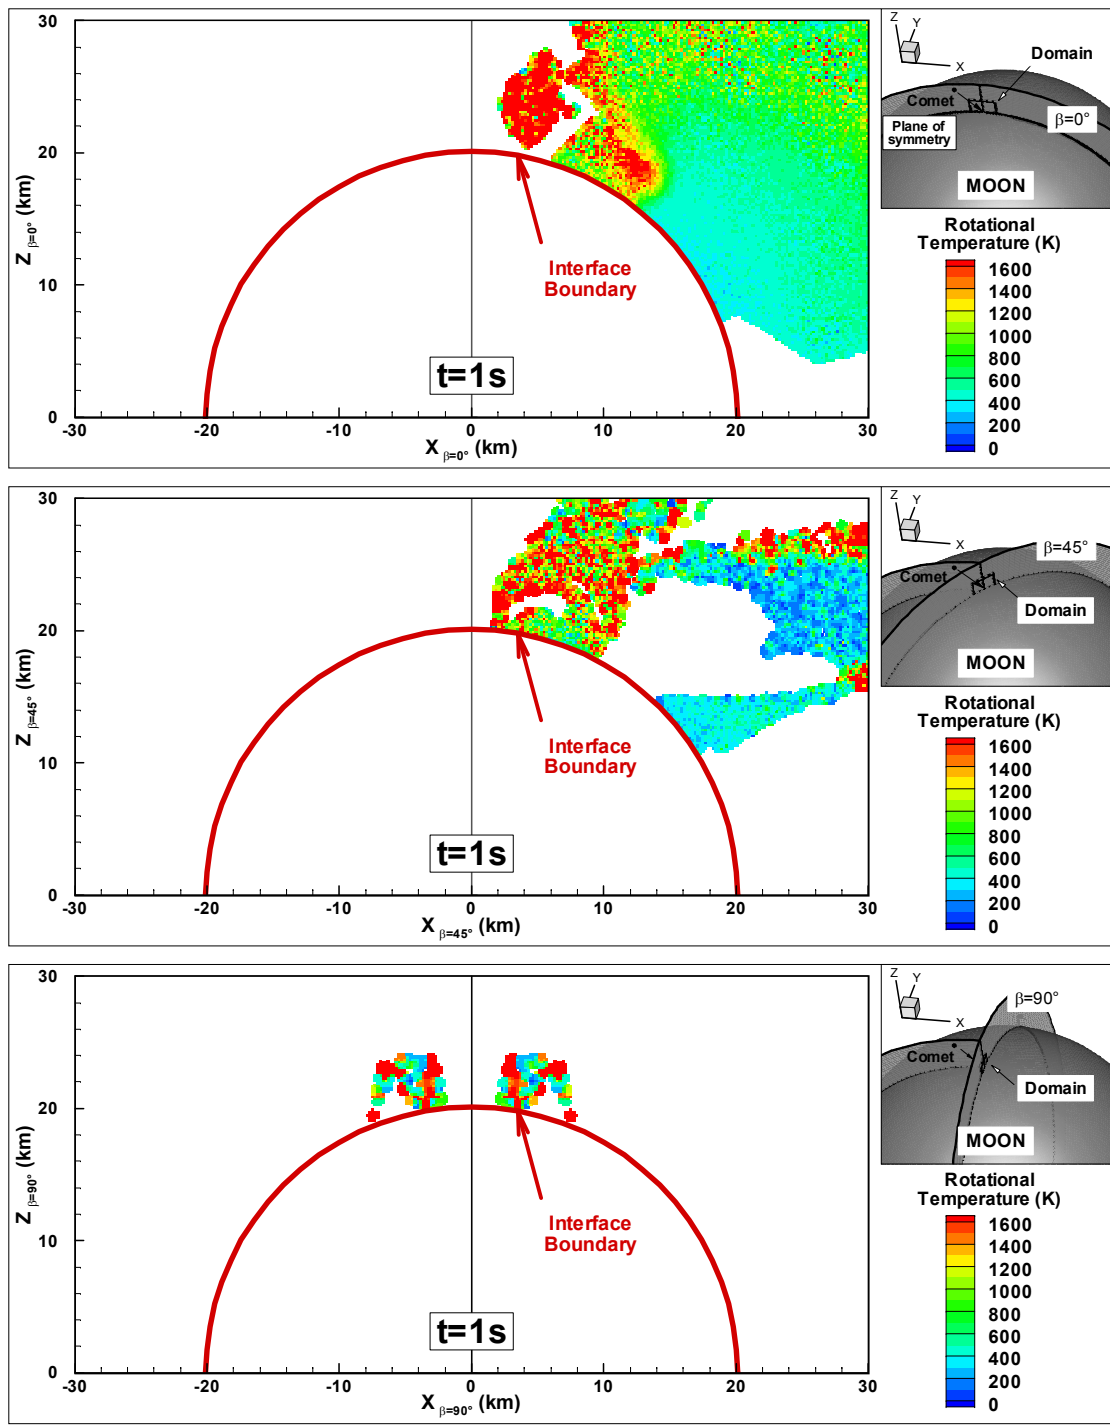 30
20
10
0
Z β=0° (km)
-30 -20 -10 0 10 20 30
X β=0° (km)
Interface
Boundary
t=1s
Z
Y
X
Domain
Comet
β=0°
Plane of
symmetry
MOON
Rotational
Temperature (K)
1600
1400
1200
1000
800
600
400
200
0
30
20
10
0
Z β=45° (km)
-30 -20 -10 0 10 20 30
X β=45° (km)
Interface
Boundary
t=1s
Z
Y
X
β=45°
Comet
Domain
MOON
Rotational
Temperature (K)
1600
1400
1200
1000
800
600
400
200
0
30
20
10
0
Z β=90° (km)
-30 -20 -10 0 10 20 30
X β=90° (km)
Interface
Boundary
t=1s
Z
Y
X
β=90°
Comet
Domain
MOON
Rotational
Temperature (K)
1600
1400
1200
1000
800
600
400
200
0